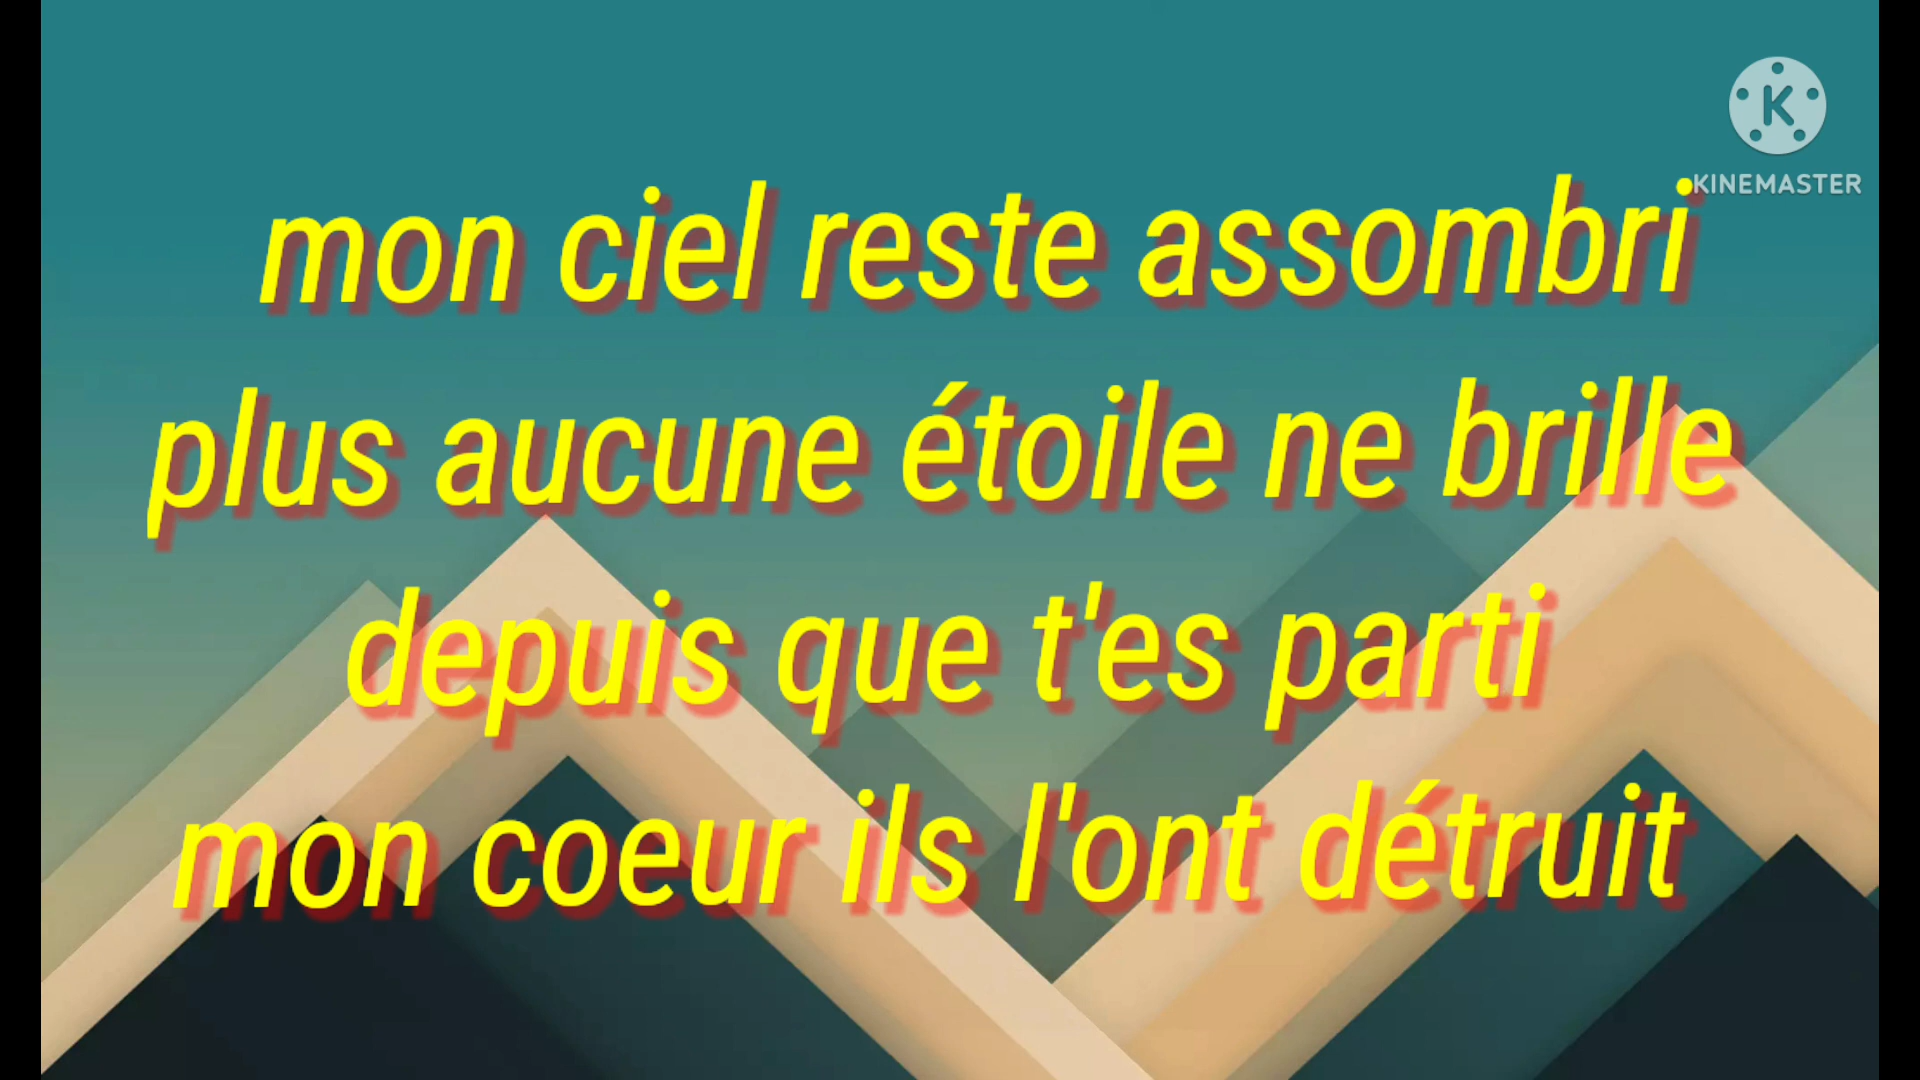 KINEMASTER
mon ciel reste assombri
plus aucune étoile ne brille
depuis que t'es parti
mon coeur ils l'ont détruit